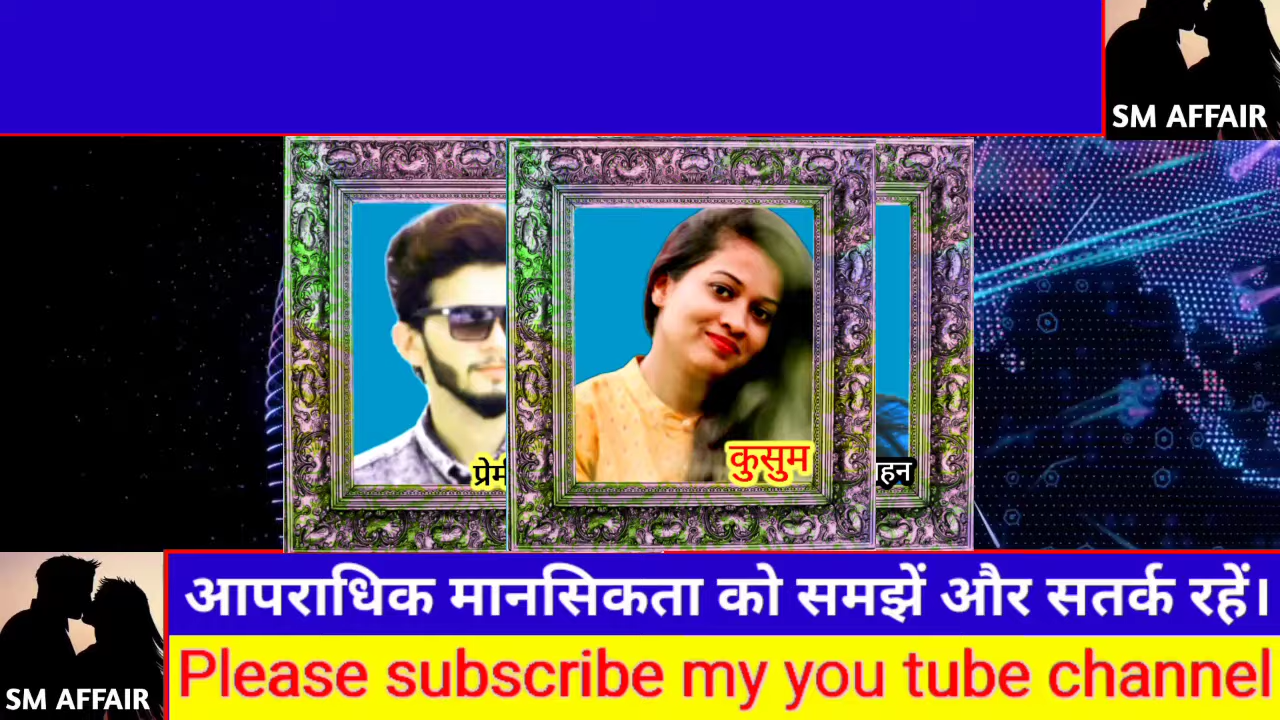 SM AFFAIR
कुसुम
आपराधिक मानसिकता को समझें और सतर्क रहें।
Please subscribe my you tube channel
SM AFFAIR